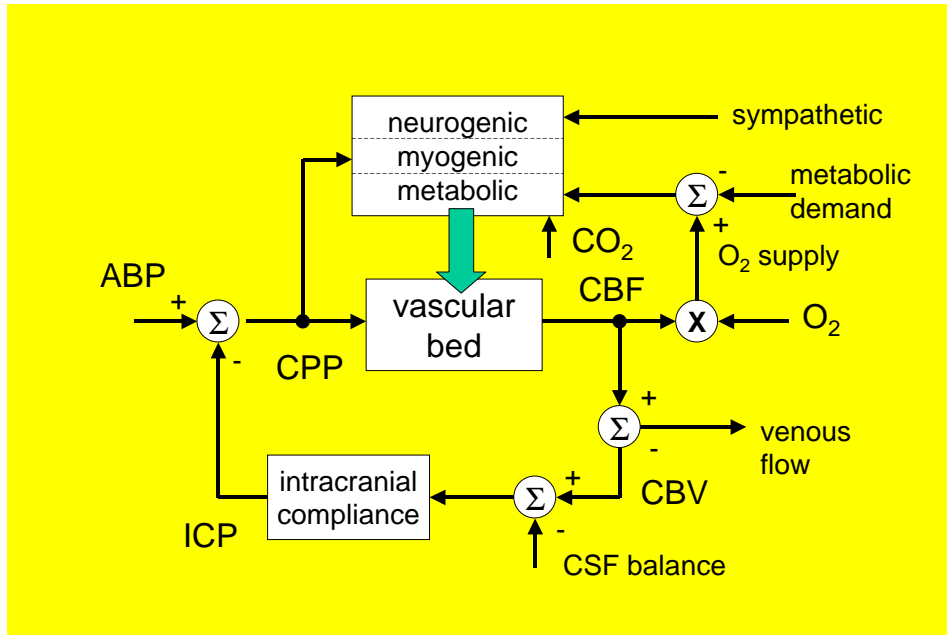 neurogenic
sympathetic
myogenic
metabolic
Σ
-
metabolic
demand
+
CO₂
O₂ supply
ABP
CBF
+
Σ
vascular
bed
X
O₂
-
CPP
+
Σ
venous
flow
-
intracranial
compliance
+
Σ
CBV
ICP
-
CSF balance